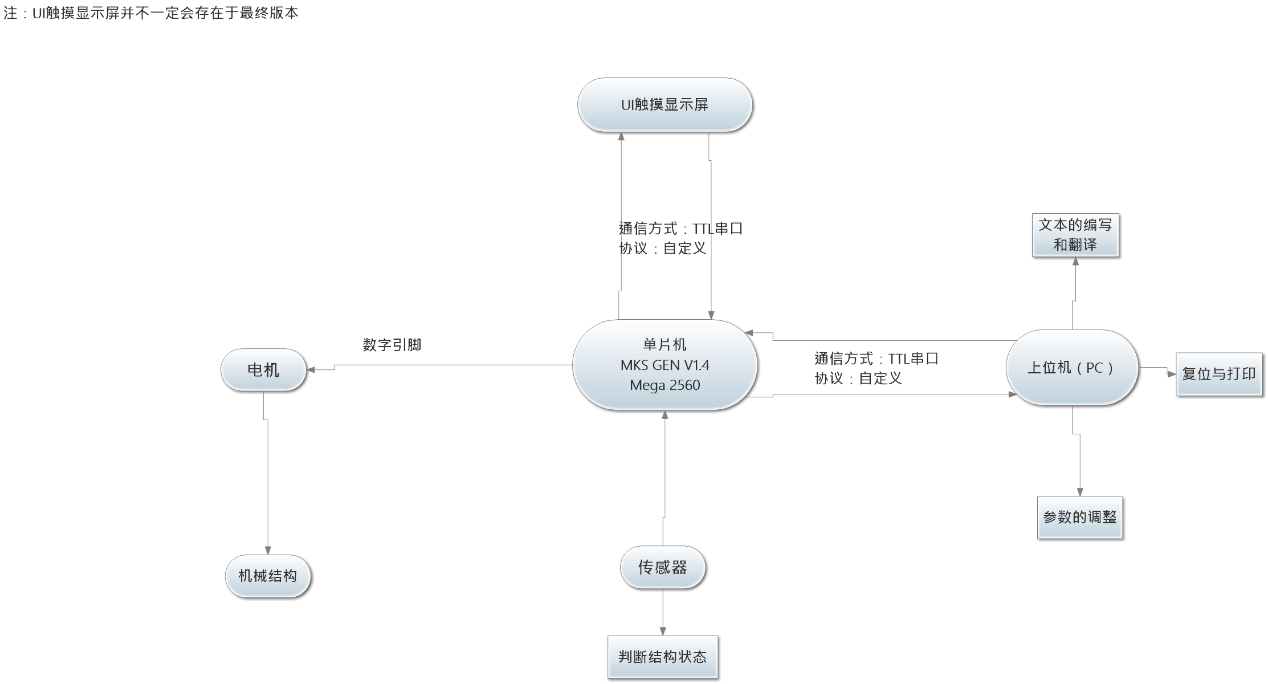 注：UI触摸显示屏并不一定会存在于最终版本
UI触摸显示屏
通信方式：TTL串口
协议：自定义
文本的编写
和翻译
数字引脚
单片机
MKS GEN V1.4
Mega 2560
通信方式：TTL串口
协议：自定义
电机
上位机（PC）
复位与打印
参数的调整
机械结构
传感器
判断结构状态